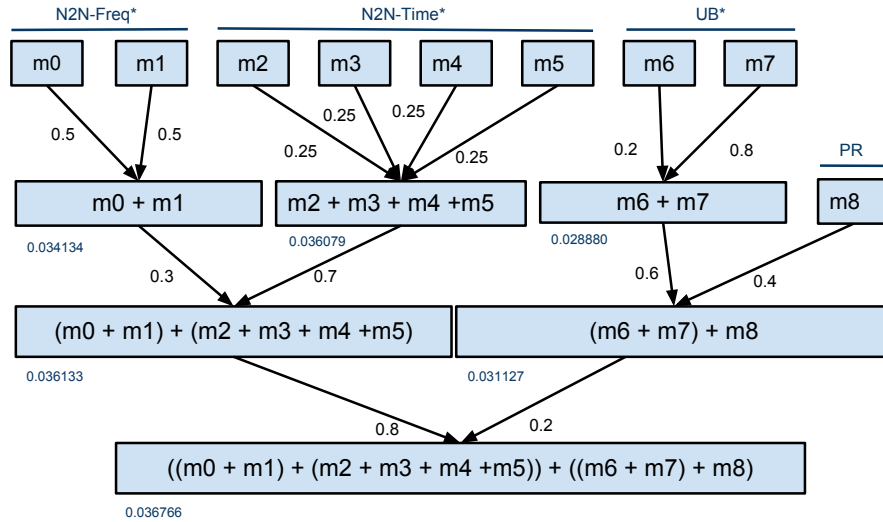 N2N-Freq*
N2N-Time*
UB*
m0
m1
m2
m3
m4
m5
m6
m7
0.5
0.5
0.25
0.25
0.25
0.25
0.2
0.8
PR
m0 + m1
m2 + m3 + m4 +m5
m6 + m7
m8
0.034134
0.036079
0.028880
0.3
0.7
0.6
0.4
(m0 + m1) + (m2 + m3 + m4 +m5)
(m6 + m7) + m8
0.036133
0.031127
0.8
0.2
((m0 + m1) + (m2 + m3 + m4 +m5)) + ((m6 + m7) + m8)
0.036766